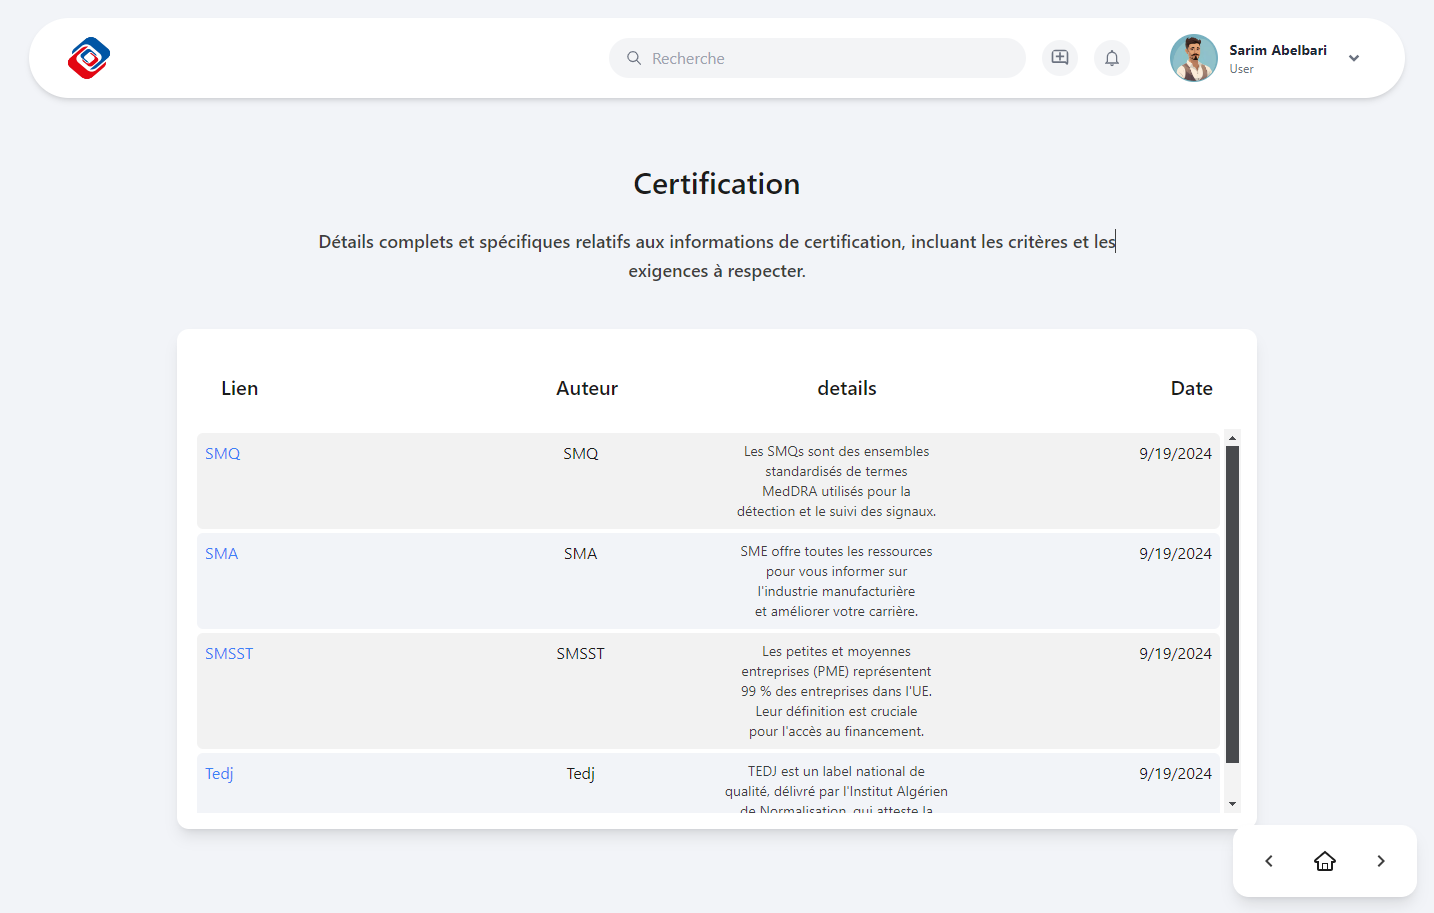 Recherche
Sarim Abelbari
User
Certification
Détails complets et spécifiques relatifs aux informations de certification, incluant les critères et les
exigences à respecter.
Lien Auteur details Date
SMQ SMQ Les SMQs sont des ensembles 9/19/2024
standardisés de termes
MedDRA utilisés pour la
détection et le suivi des signaux.
SMA SMA SME offre toutes les ressources 9/19/2024
pour vous informer sur
l'industrie manufacturière
et améliorer votre carrière.
SMSST SMSST Les petites et moyennes 9/19/2024
entreprises (PME) représentent
99 % des entreprises dans l'UE.
Leur définition est cruciale
pour l'accès au financement.
Tedj Tedj TEDJ est un label national de 9/19/2024
qualité, délivré par l'Institut Algérien
de Normalisation, qui atteste la